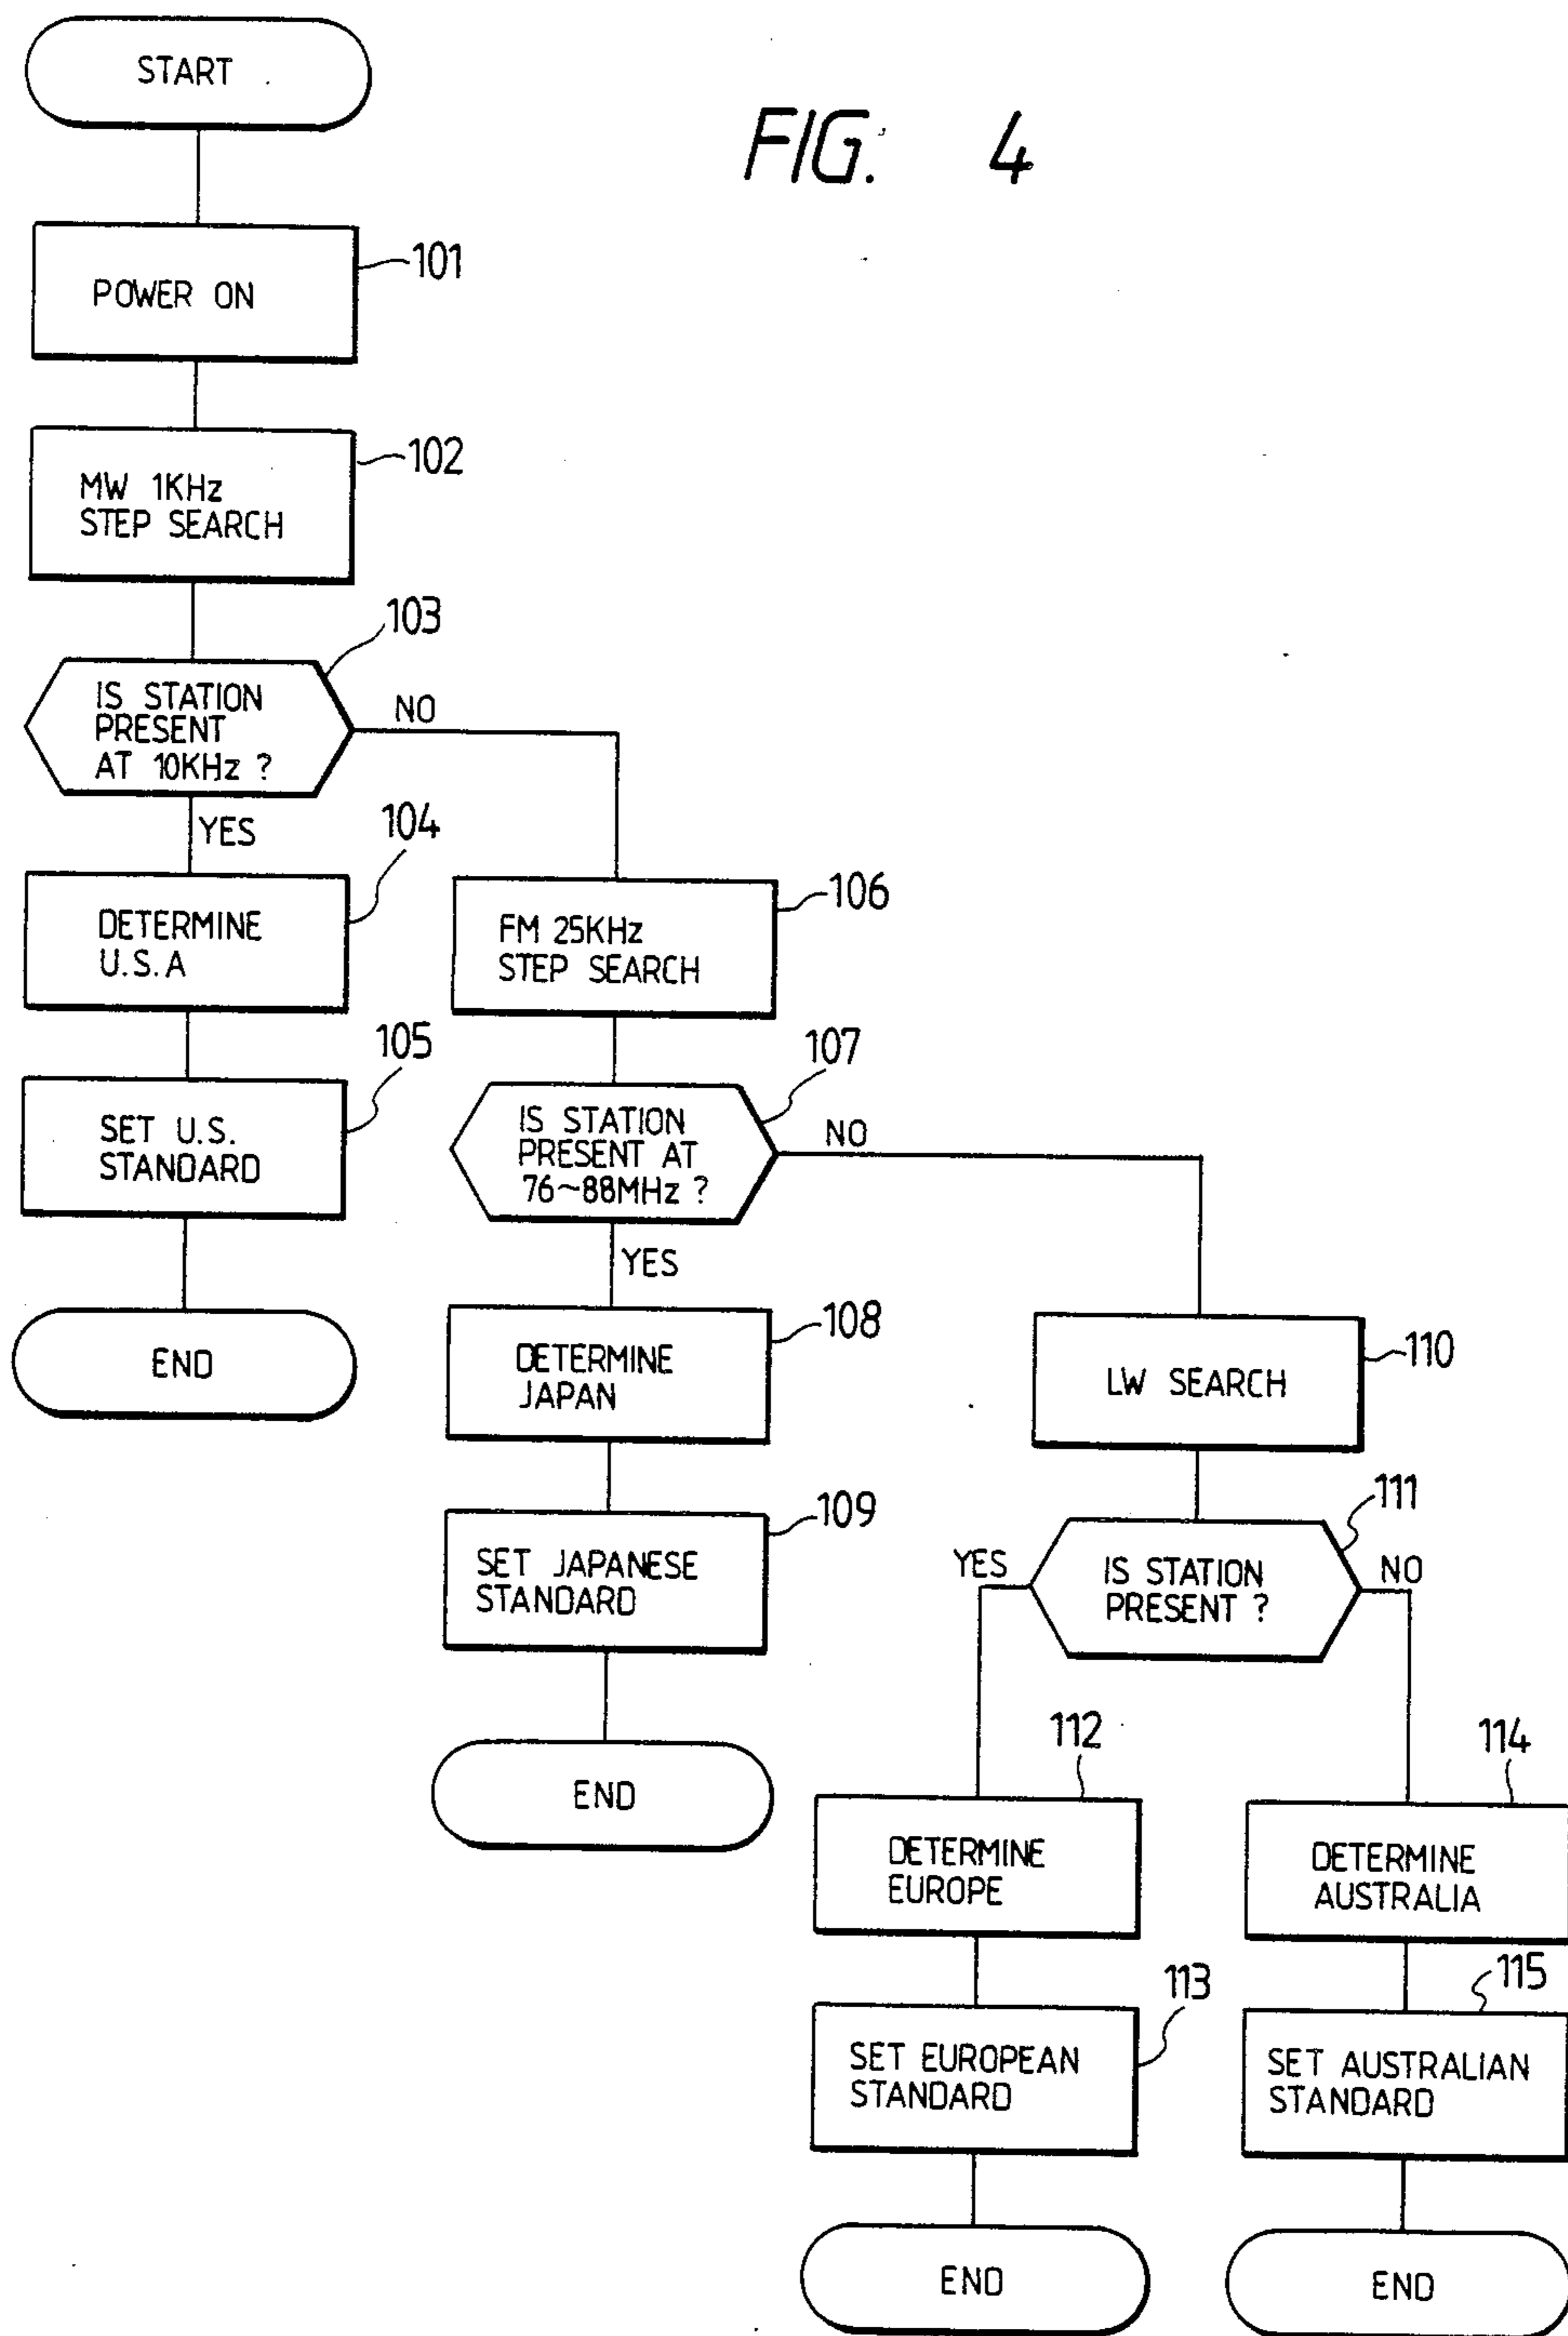 START
FIG. 4
101
POWER ON
102
MW 1KHz
STEP SEARCH
103
IS STATION
PRESENT
AT 10KHz ?
NO
YES
104
DETERMINE
U.S.A
106
FM 25KHz
STEP SEARCH
105
SET U.S.
STANDARD
107
IS STATION
PRESENT AT
76~88MHz ?
NO
YES
END
108
DETERMINE
JAPAN
110
LW SEARCH
109
SET JAPANESE
STANDARD
111
YES
IS STATION
PRESENT ?
NO
END
112
DETERMINE
EUROPE
114
DETERMINE
AUSTRALIA
113
SET EUROPEAN
STANDARD
115
SET AUSTRALIAN
STANDARD
END
END